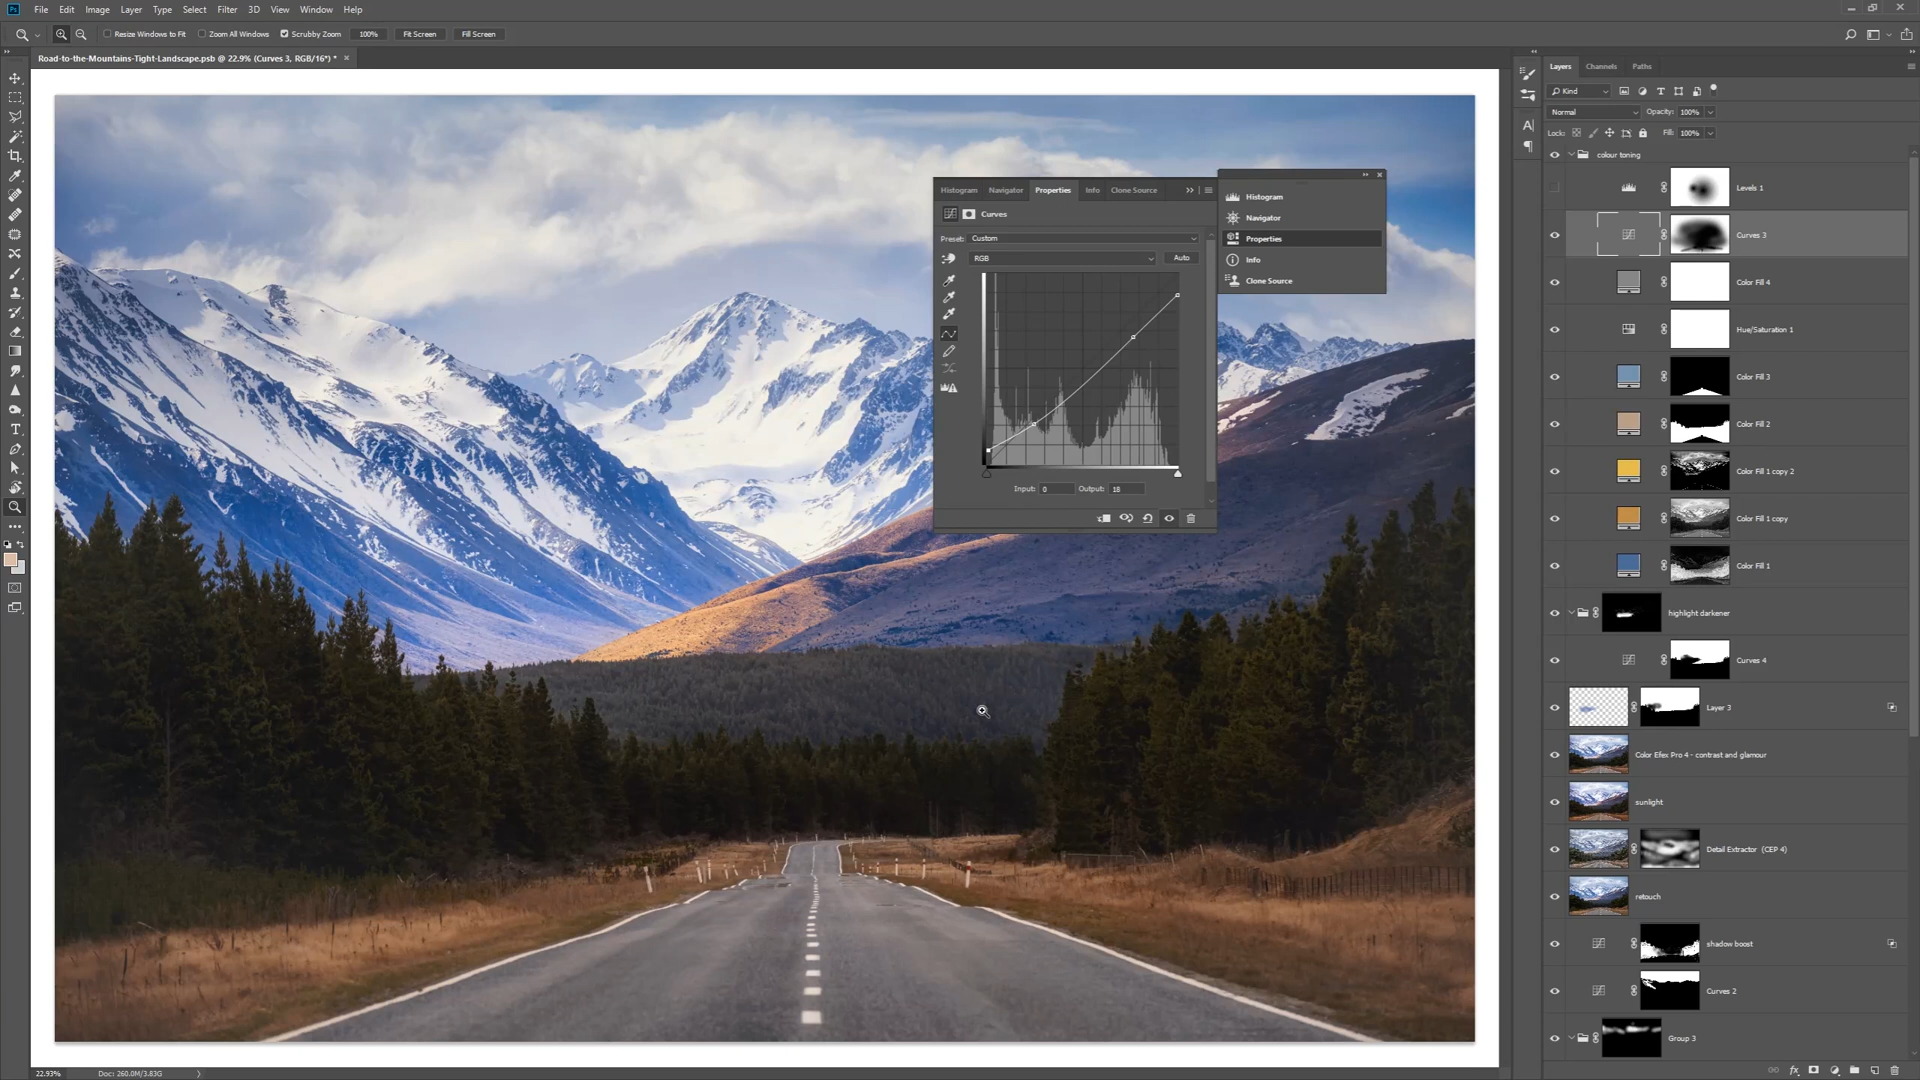 Ps File Edit Image Layer Type Select Filter 3D View Window Help
Resize Windows to Fit Zoom All Windows Scrubby Zoom 100% Fit Screen Fill Screen
Road-to-the-Mountains-Tight-Landscape.psb @ 22.9% (Curves 3, RGB/16*) *
Layers Channels Paths
Kind
Normal Opacity: 100%
Lock: Fill: 100%
colour toning
Levels 1
Curves 3
Color Fill 4
Hue/Saturation 1
Color Fill 3
Color Fill 2
Color Fill 1 copy 2
Color Fill 1 copy
Color Fill 1
highlight darkener
Curves 4
Layer 3
Color Efex Pro 4 - contrast and glamour
sunlight
Detail Extractor (CEP 4)
retouch
shadow boost
Curves 2
Group 3
Histogram Navigator Properties Info Clone Source
Curves
Preset: Custom
RGB Auto
Input: 0 Output: 18
Histogram
Navigator
Properties
Info
Clone Source
22.93% Doc: 260.0M/3.83G